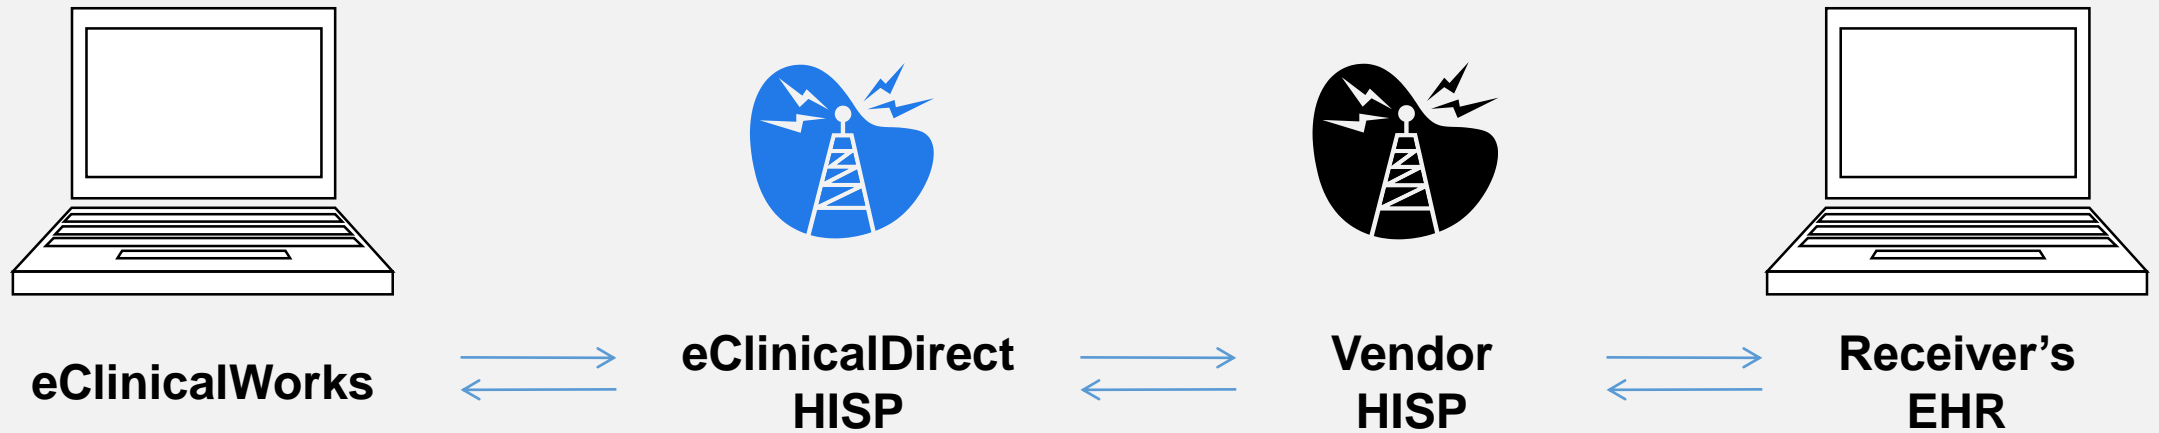 eClinicalWorks
eClinicalDirect
HISP
Vendor
HISP
Receiver’s
EHR